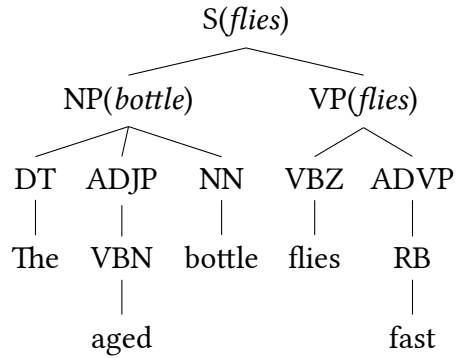 S(flies)
NP(bottle) VP(flies)
DT ADJP NN VBZ ADVP
The VBN bottle flies RB
aged fast